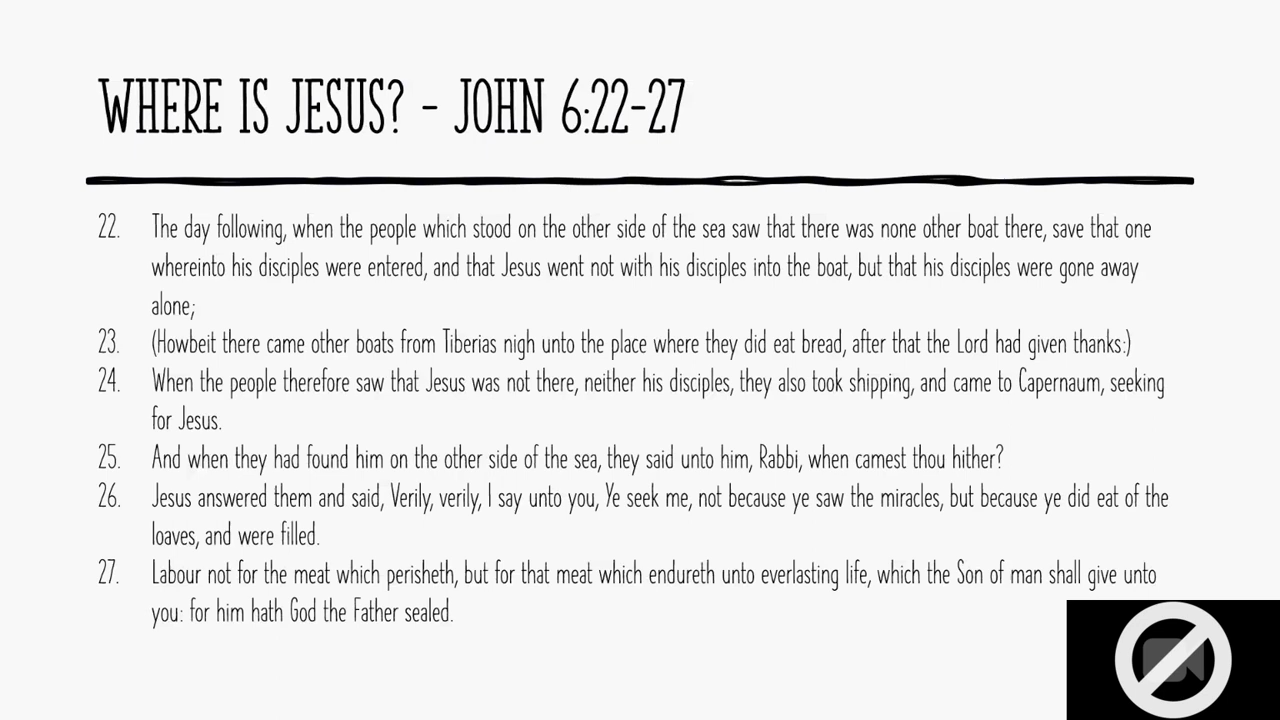 WHERE IS JESUS? - JOHN 6:22-27
22. The day following, when the people which stood on the other side of the sea saw that there was none other boat there, save that one
whereinto his disciples were entered, and that Jesus went not with his disciples into the boat, but that his disciples were gone away
alone;
23. (Howbeit there came other boats from Tiberias nigh unto the place where they did eat bread, after that the Lord had given thanks:)
24. When the people therefore saw that Jesus was not there, neither his disciples, they also took shipping, and came to Capernaum, seeking
for Jesus.
25. And when they had found him on the other side of the sea, they said unto him, Rabbi, when camest thou hither?
26. Jesus answered them and said, Verily, verily, I say unto you, Ye seek me, not because ye saw the miracles, but because ye did eat of the
loaves, and were filled.
27. Labour not for the meat which perisheth, but for that meat which endureth unto everlasting life, which the Son of man shall give unto
you: for him hath God the Father sealed.